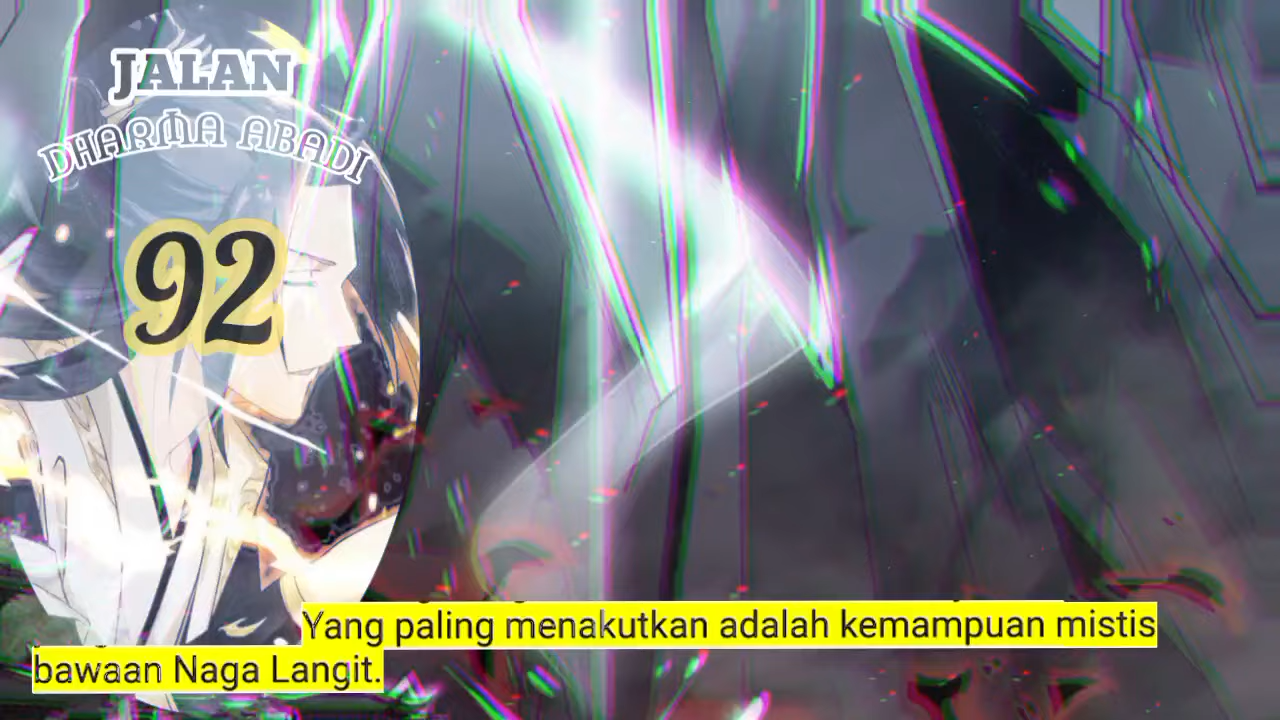 JALAN
DHARMA ABADI
92
Yang paling menakutkan adalah kemampuan mistis
bawaan Naga Langit.